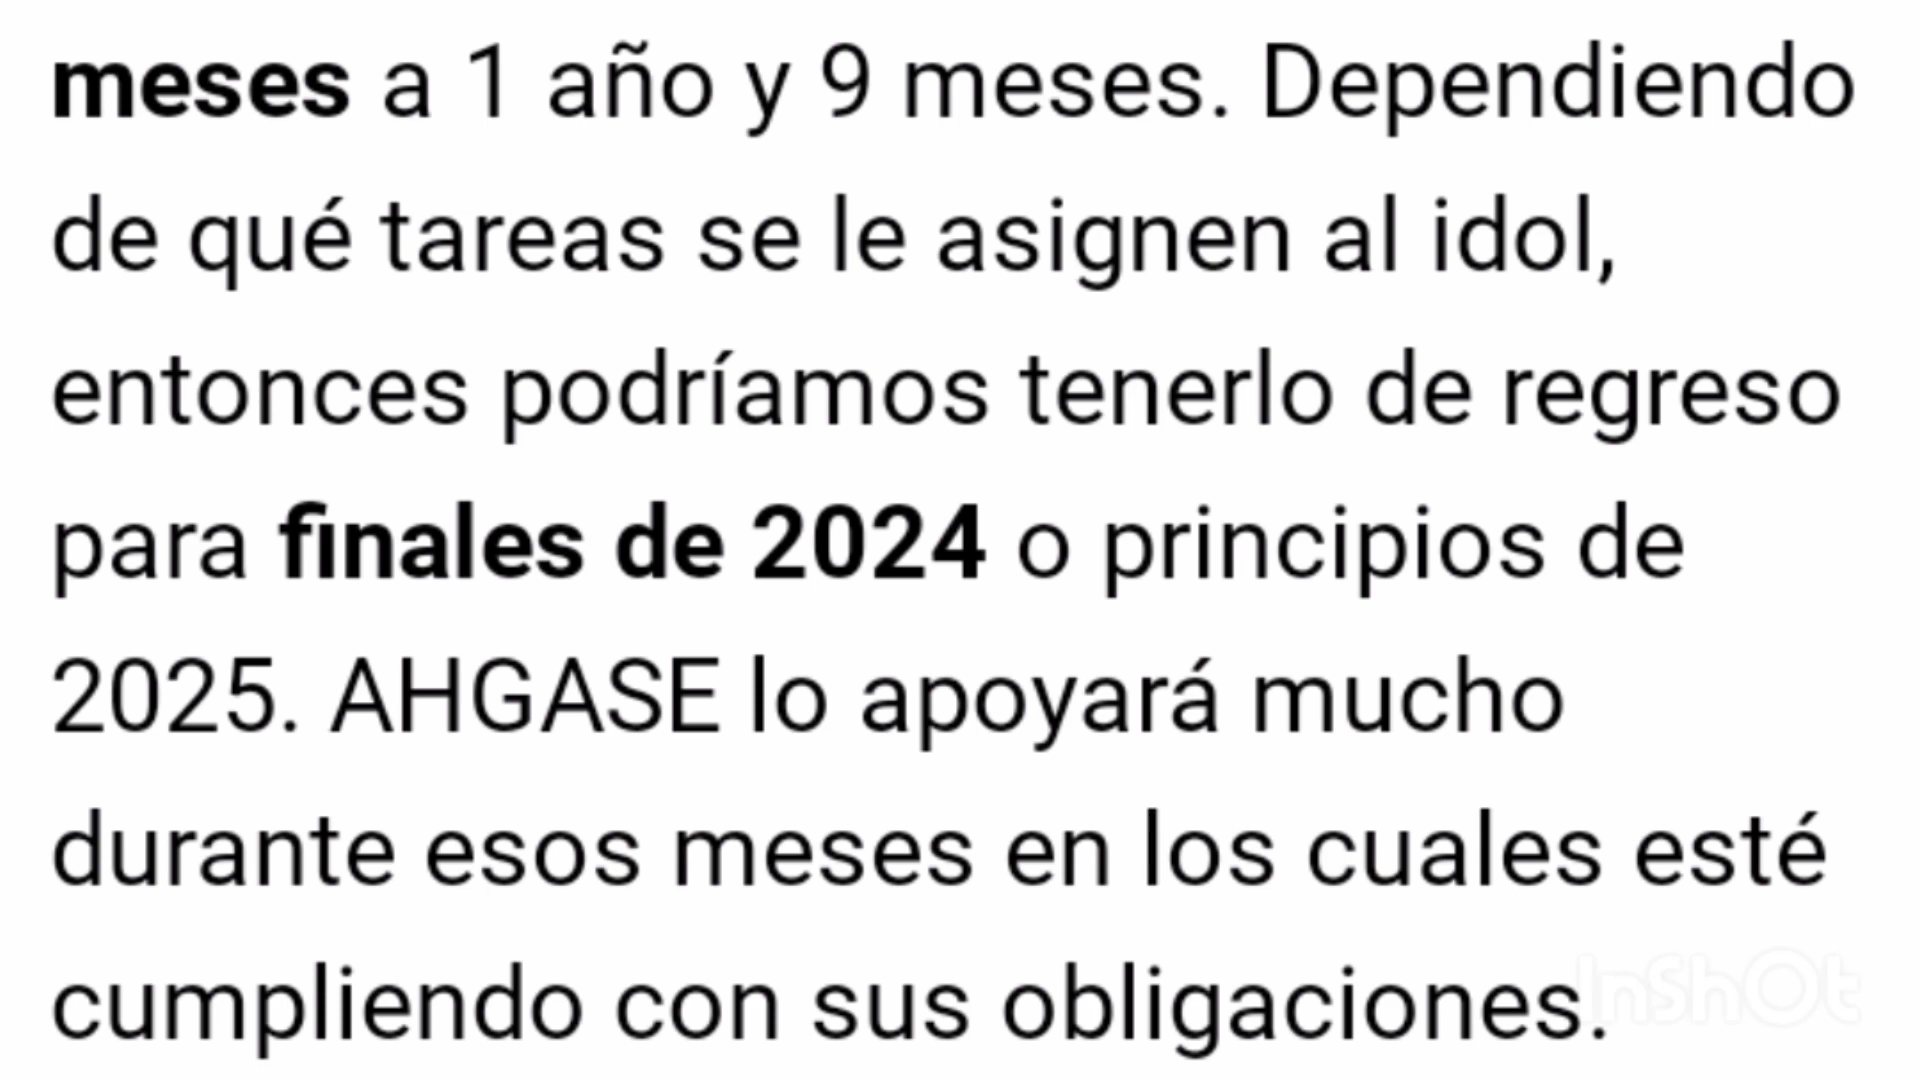 meses a 1 año y 9 meses. Dependiendo
de qué tareas se le asignen al idol,
entonces podríamos tenerlo de regreso
para finales de 2024 o principios de
2025. AHGASE lo apoyará mucho
durante esos meses en los cuales esté
cumpliendo con sus obligaciones.
InShOt